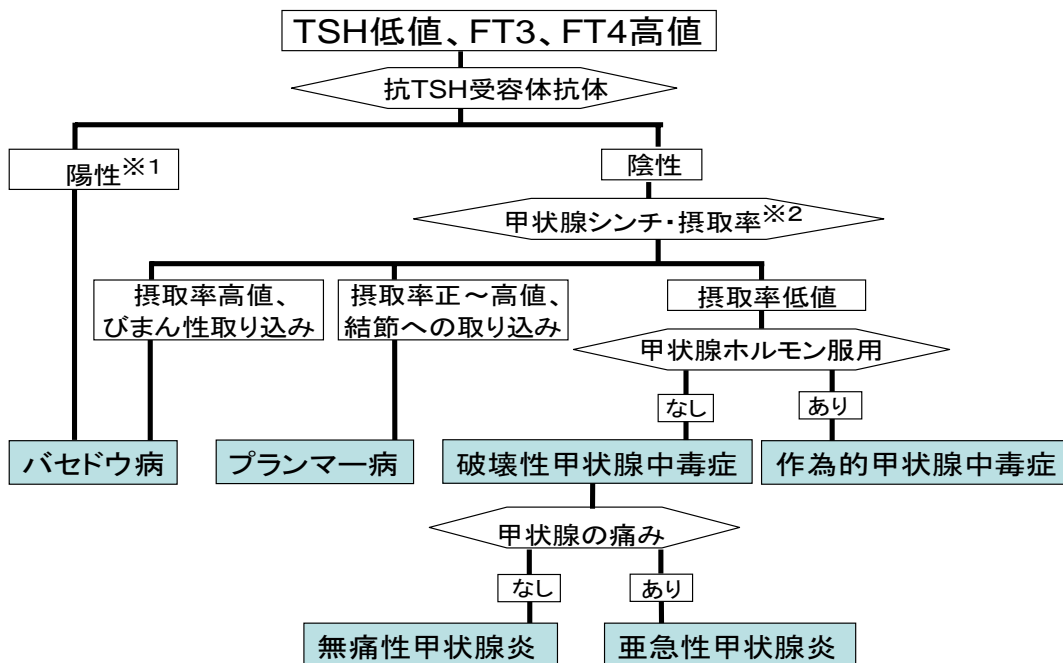 TSH低値、FT3、FT4高値
抗TSH受容体抗体
陽性※1
陰性
甲状腺シンチ・摂取率※2
摂取率高値、
びまん性取り込み
摂取率正～高値、
結節への取り込み
摂取率低値
甲状腺ホルモン服用
なし
あり
バセドウ病
プランマー病
破壊性甲状腺中毒症
作為的甲状腺中毒症
甲状腺の痛み
なし
あり
無痛性甲状腺炎
亜急性甲状腺炎